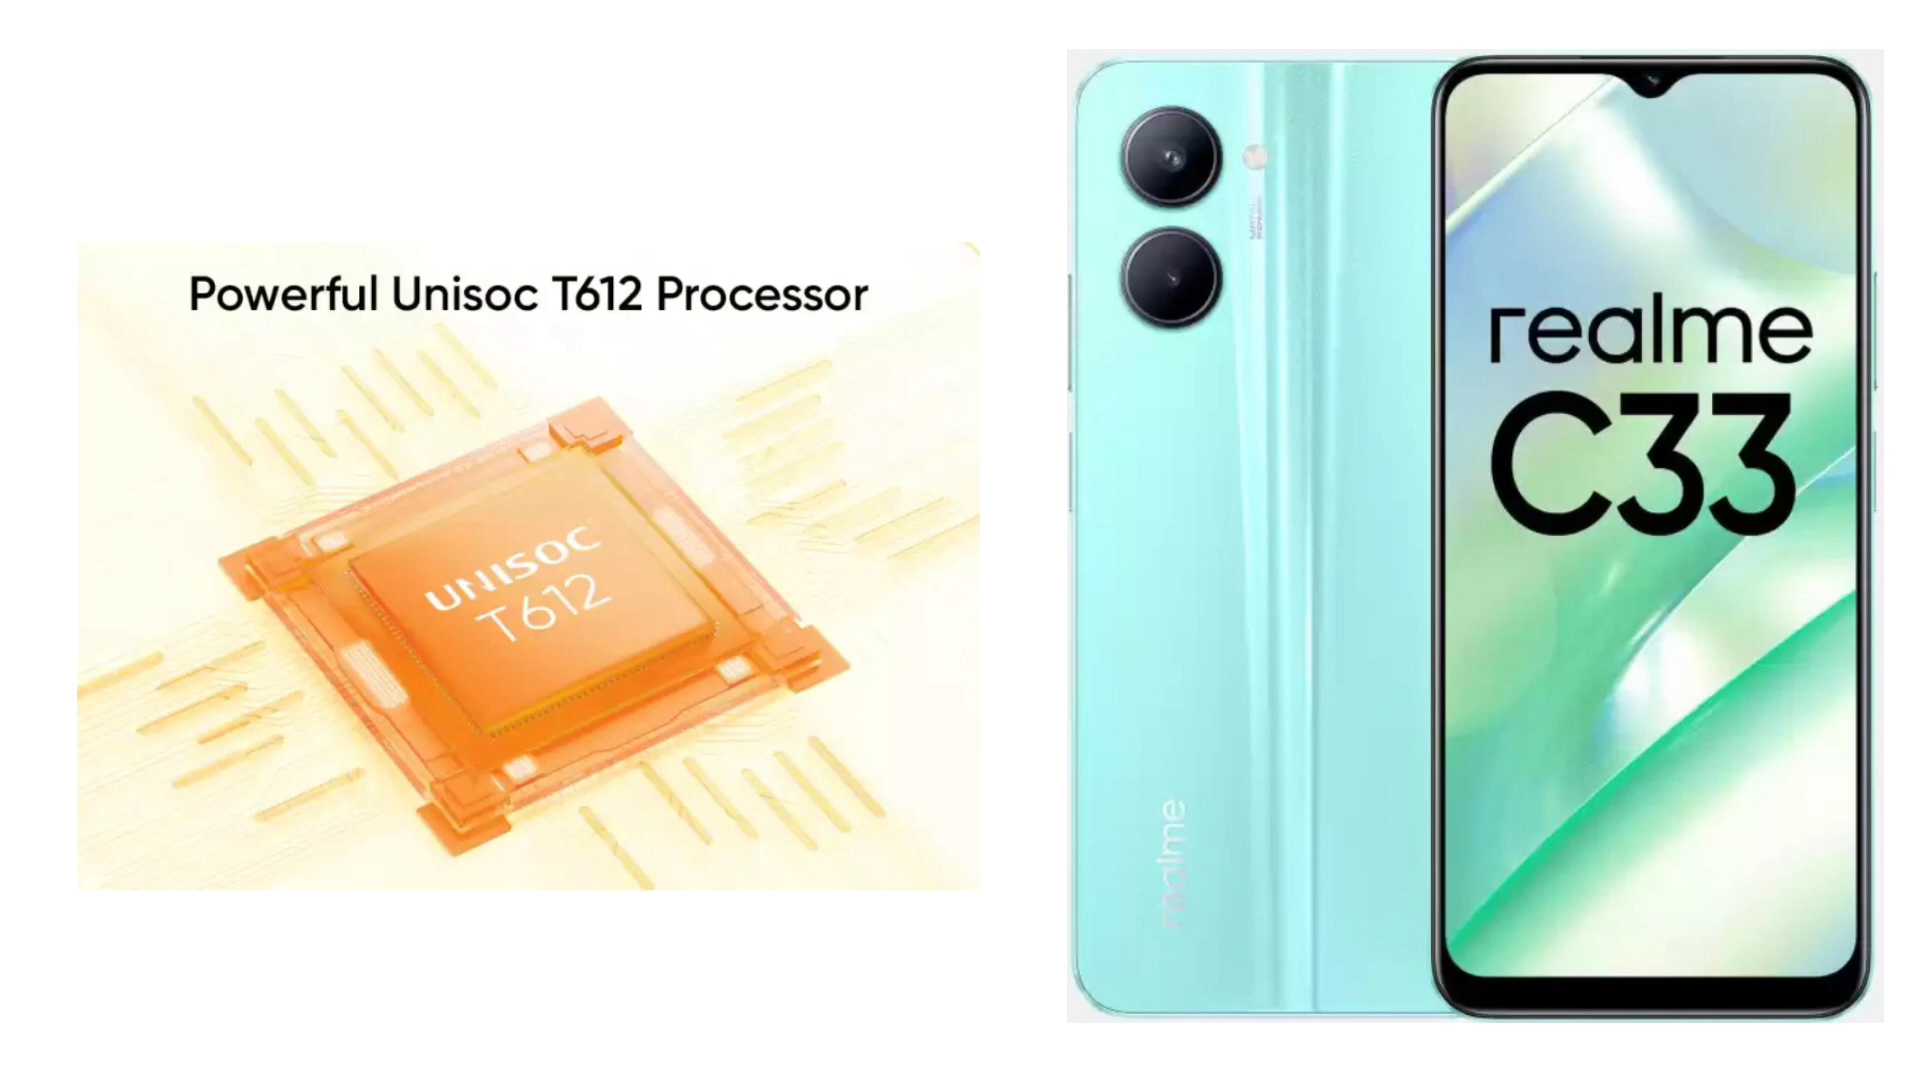 Powerful Unisoc T612 Processor
UNISOC
T612
realme
realme
C33